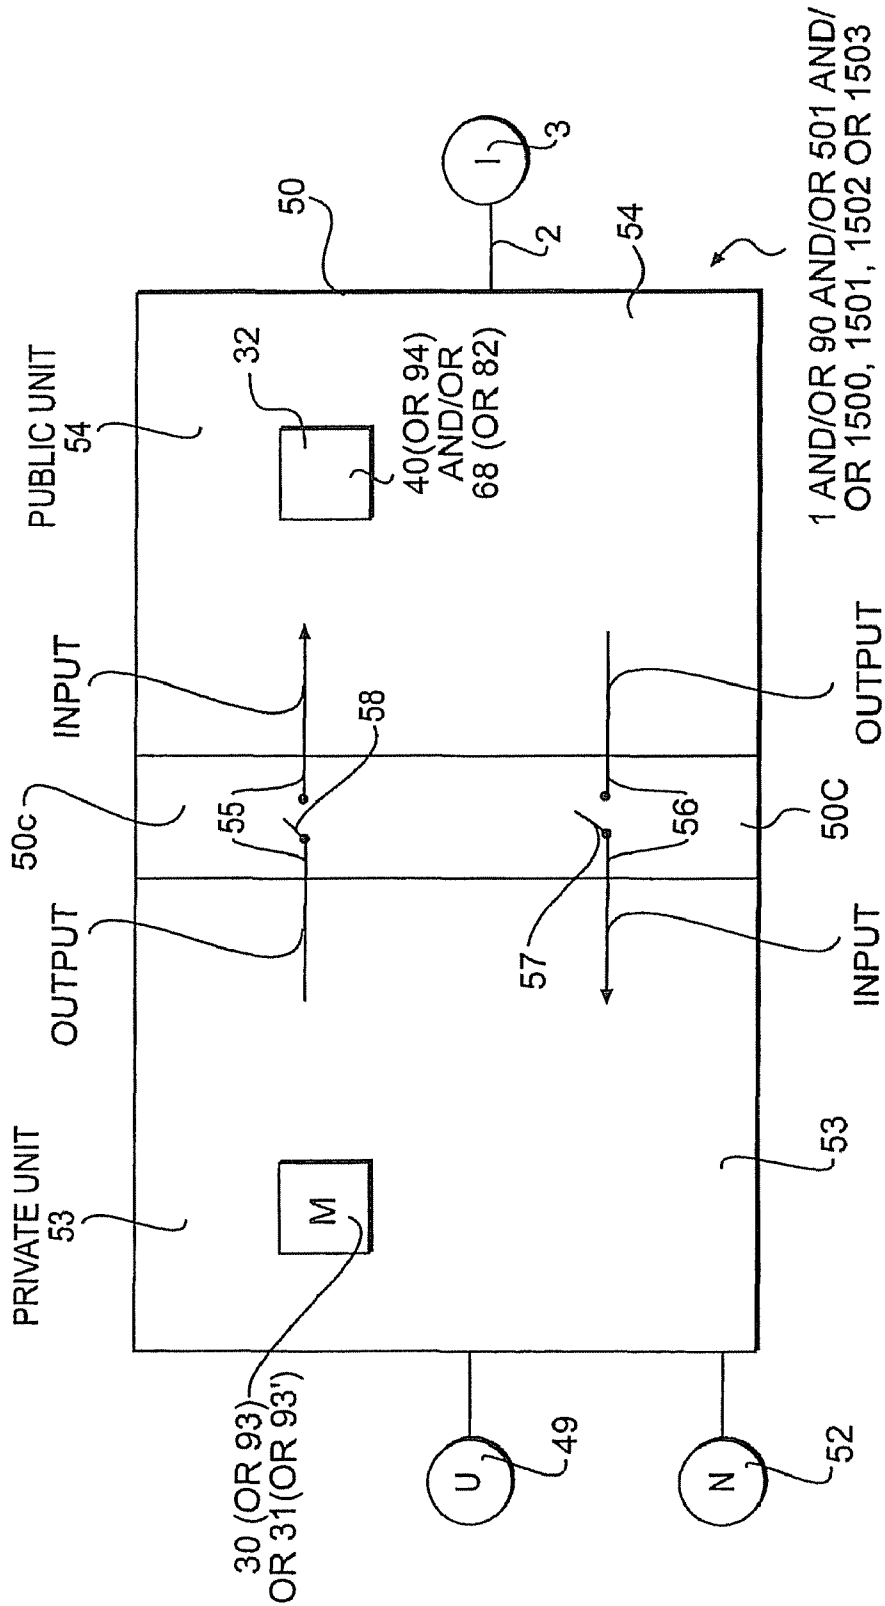 PRIVATE UNIT
53
OUTPUT
50c
INPUT
PUBLIC UNIT
54
50
30 (OR 93)
OR 31(OR 93')
M
55
58
32
40(OR 94)
AND/OR
68 (OR 82)
U
49
I
3
2
57
56
54
N
52
53
INPUT
50C
OUTPUT
1 AND/OR 90 AND/OR 501 AND/
OR 1500, 1501, 1502 OR 1503